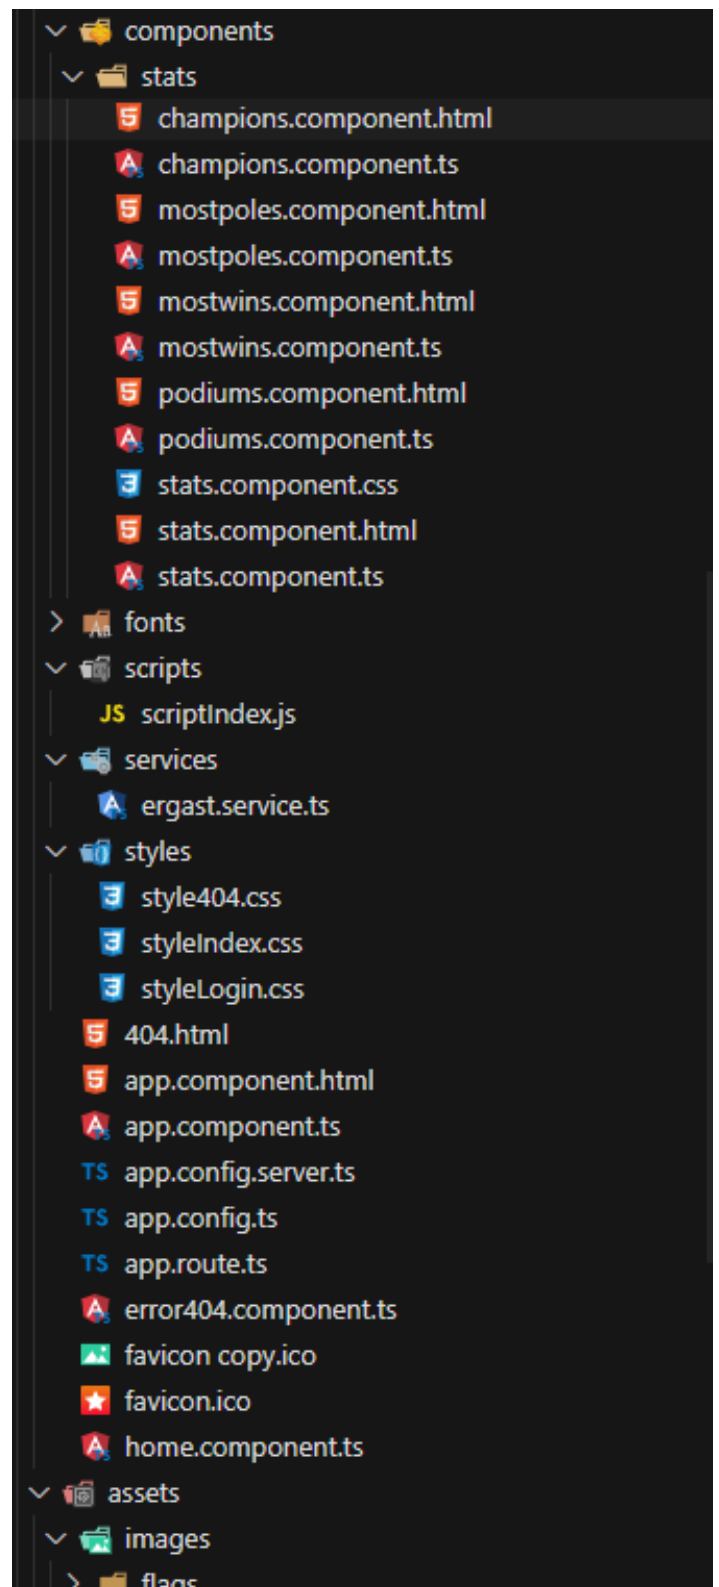 components
stats
champions.component.html
champions.component.ts
mostpoles.component.html
mostpoles.component.ts
mostwins.component.html
mostwins.component.ts
podiums.component.html
podiums.component.ts
stats.component.css
stats.component.html
stats.component.ts
fonts
scripts
JS scriptIndex.js
services
ergast.service.ts
styles
style404.css
styleIndex.css
styleLogin.css
404.html
app.component.html
app.component.ts
TS app.config.server.ts
TS app.config.ts
TS app.route.ts
error404.component.ts
favicon copy.ico
favicon.ico
home.component.ts
assets
images
flags